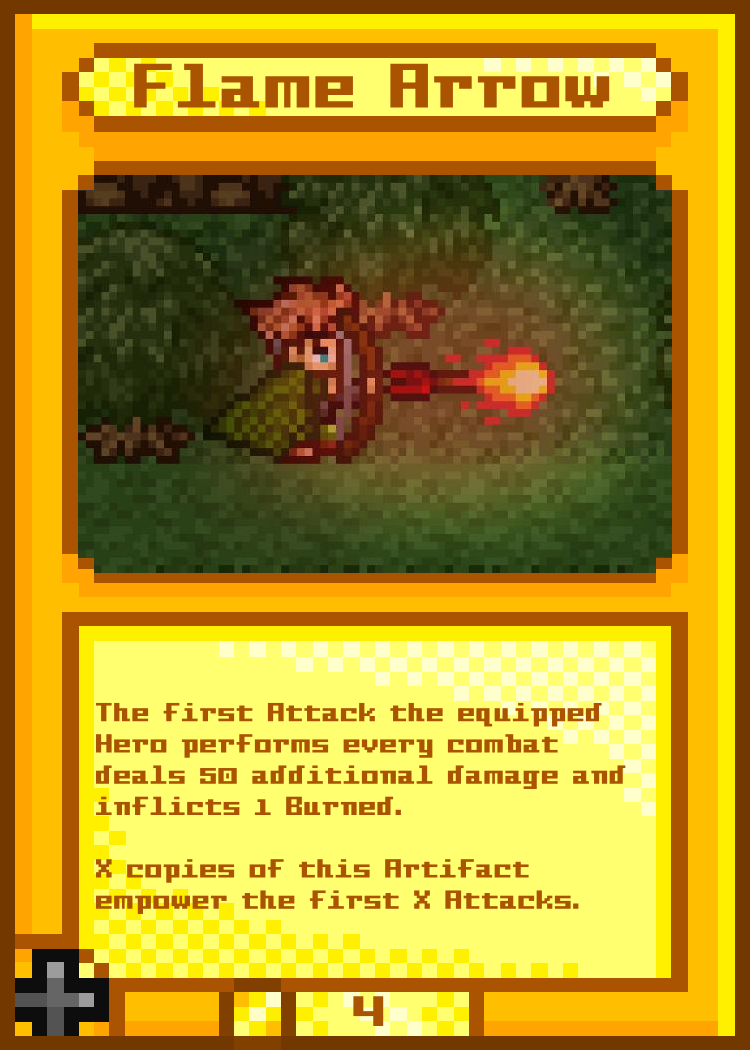 Flame Arrow
The first Attack the equipped
Hero performs every combat
deals 50 additional damage and
inflicts 1 Burned.
X copies of this Artifact
empower the first X Attacks.
4